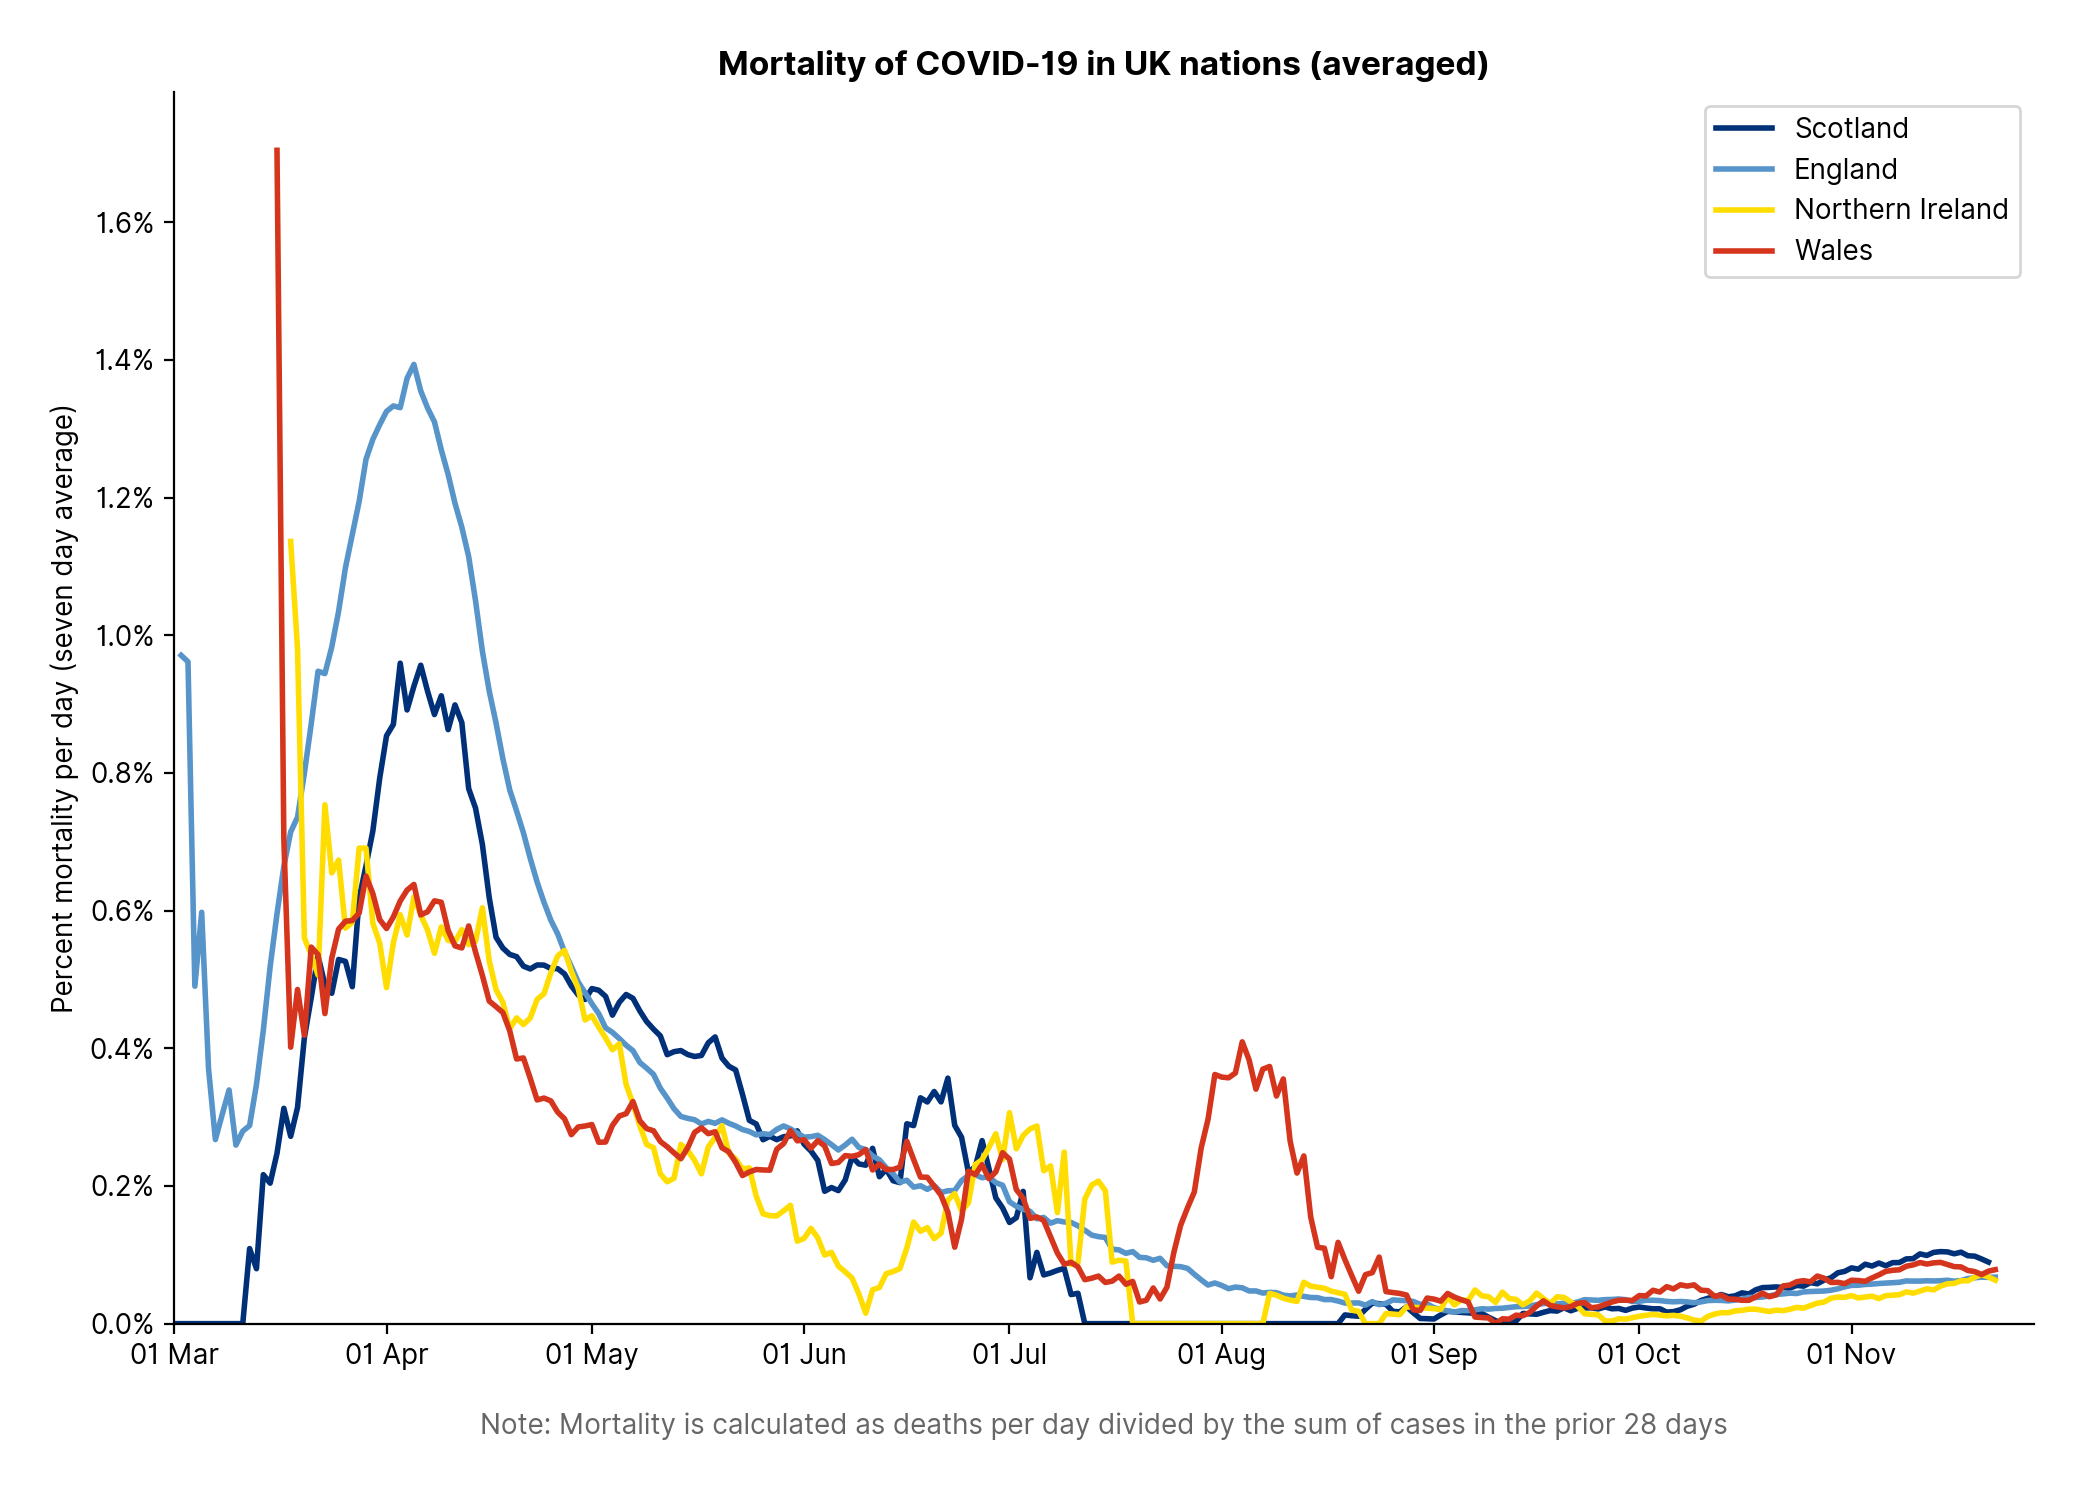 Mortality of COVID-19 in UK nations (averaged)
Scotland
England
Northern Ireland
Wales
Percent mortality per day (seven day average)
1.6%
1.4%
1.2%
1.0%
0.8%
0.6%
0.4%
0.2%
0.0%
01 Mar
01 Apr
01 May
01 Jun
01 Jul
01 Aug
01 Sep
01 Oct
01 Nov
Note: Mortality is calculated as deaths per day divided by the sum of cases in the prior 28 days